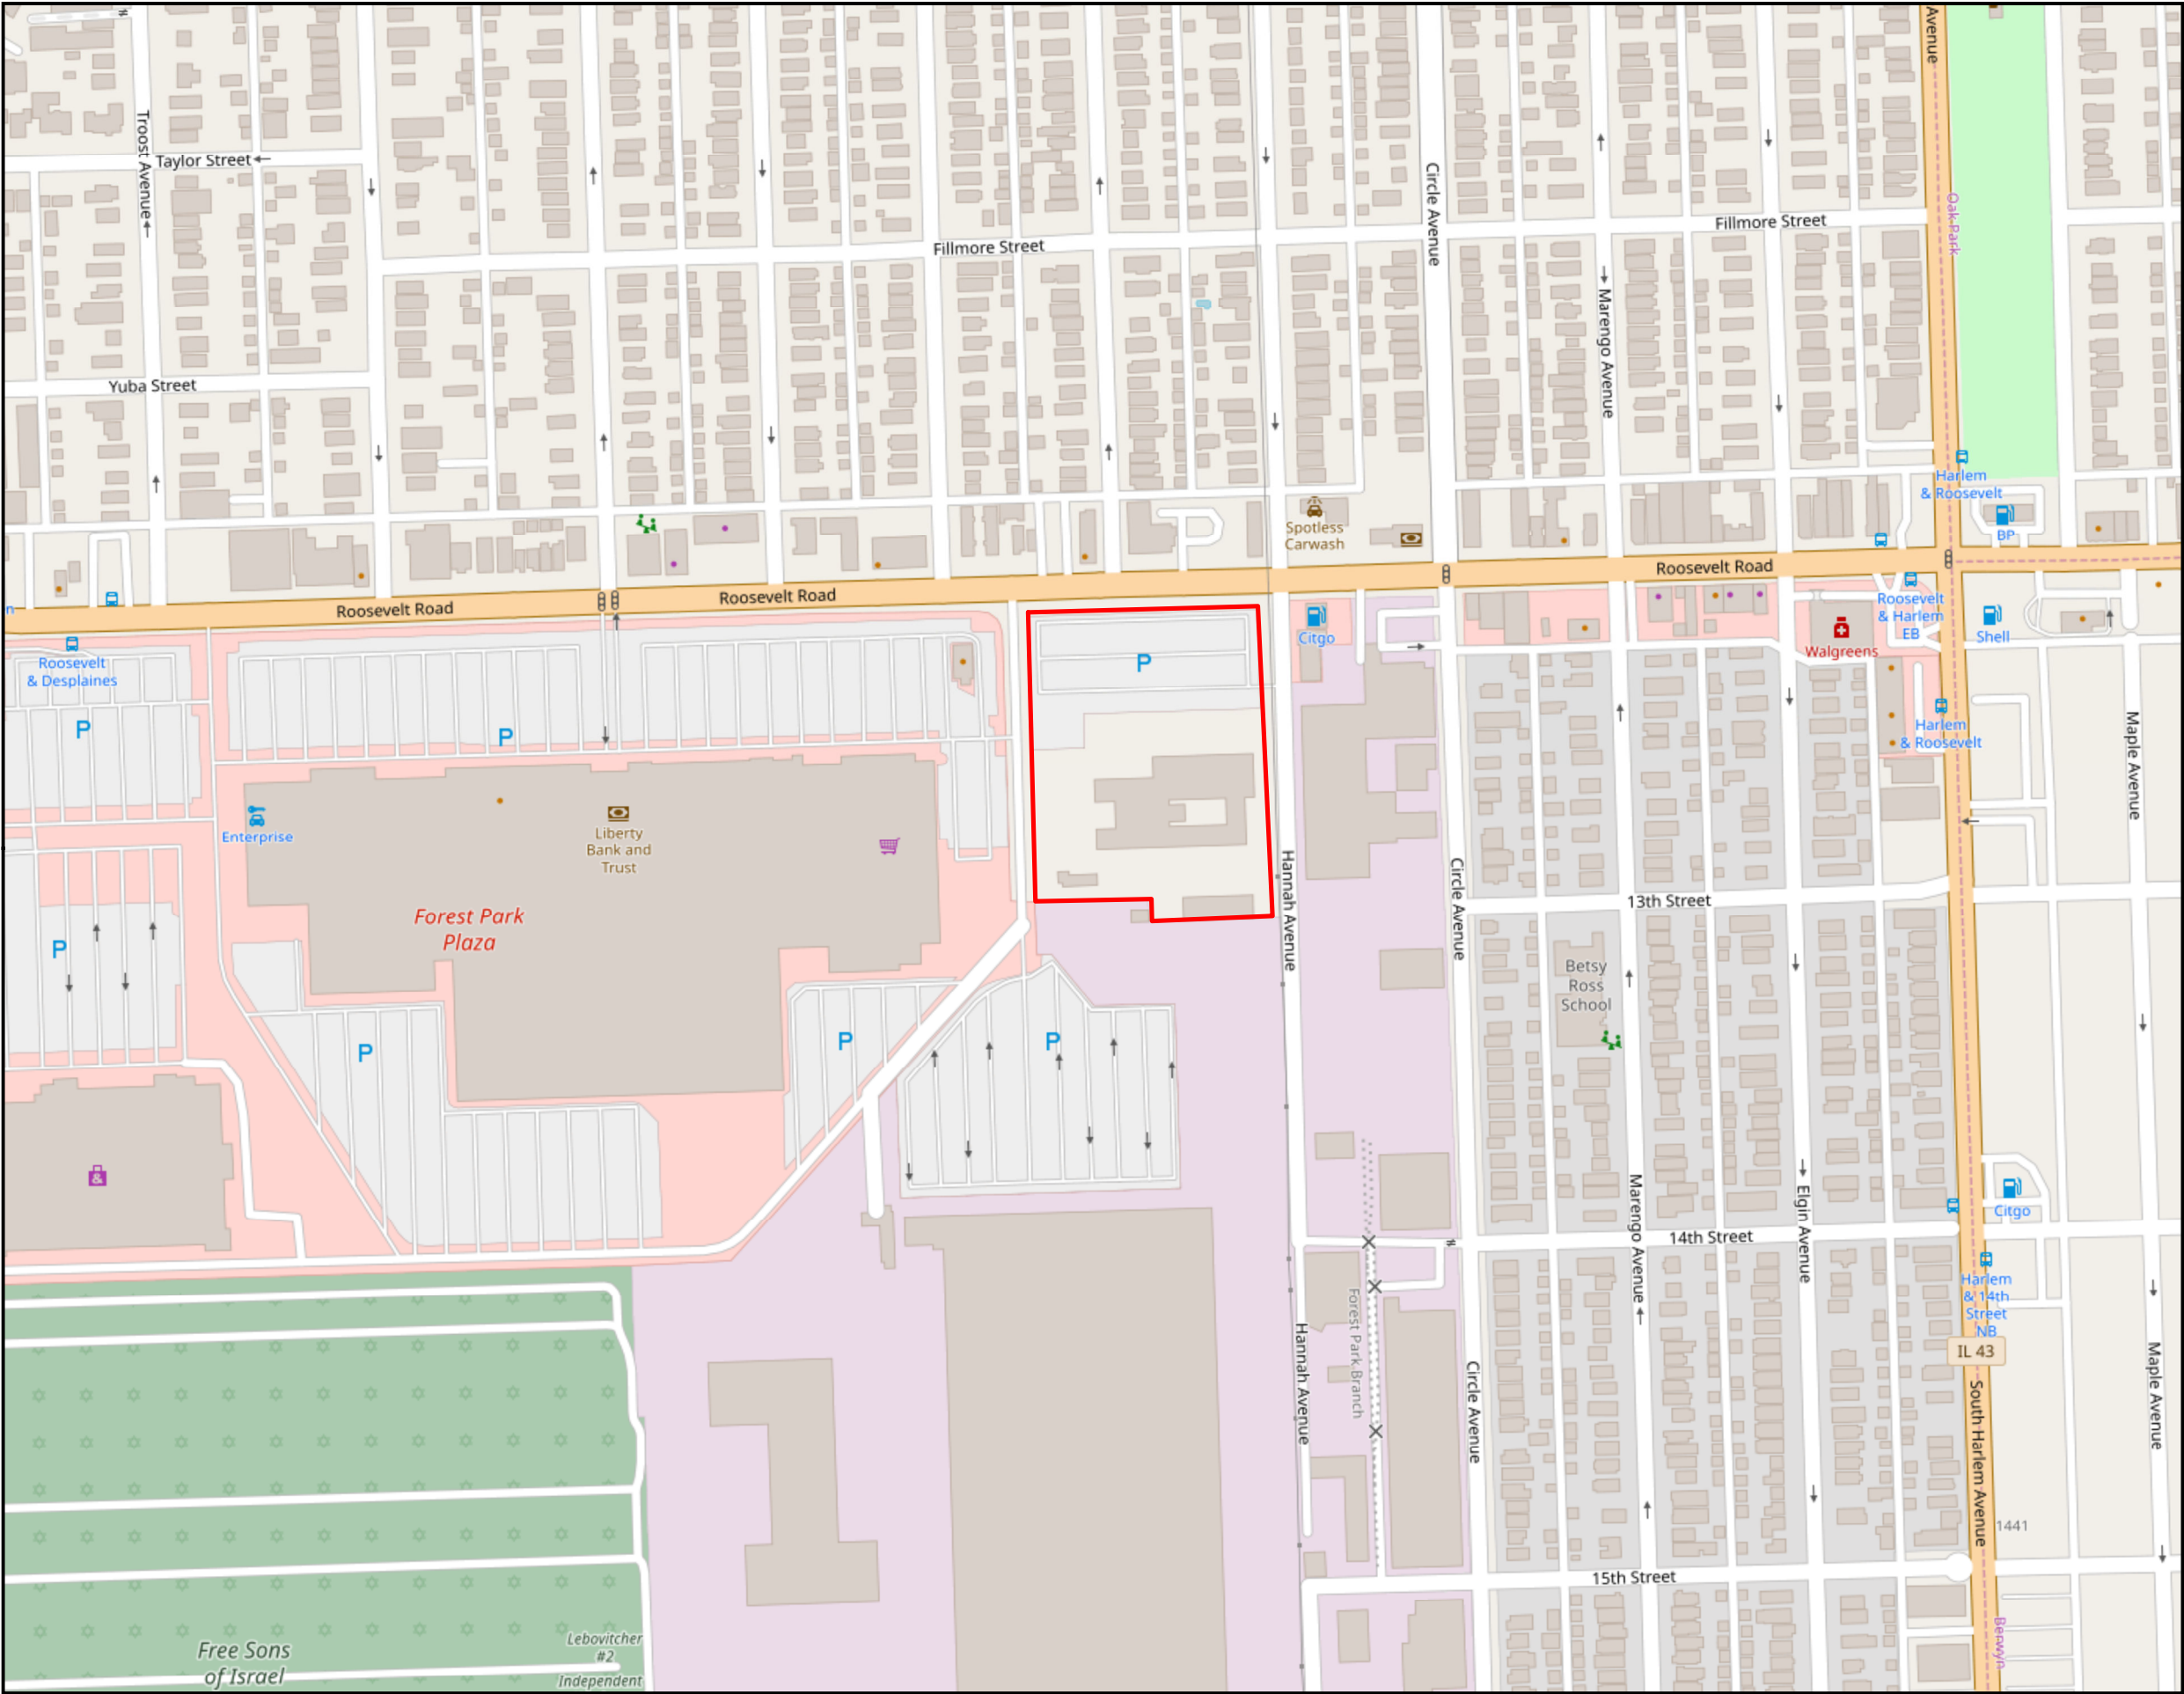 Avenue
Troost Avenue
Taylor Street
Circle Avenue
Fillmore Street
Fillmore Street
Oak Park
Marengo Avenue
Yuba Street
Harlem
& Roosevelt
Spotless
Carwash
BP
Roosevelt Road
Roosevelt Road
Roosevelt Road
n
Roosevelt
& Desplaines
Citgo
Roosevelt
& Harlem
EB
Shell
Walgreens
P
P
P
Harlem
& Roosevelt
Maple Avenue
Enterprise
Liberty
Bank and
Trust
Hannah Avenue
Circle Avenue
13th Street
Forest Park
Plaza
P
Betsy
Ross
School
P
P
P
Marengo Avenue
Elgin Avenue
Citgo
14th Street
Harlem
& 14th
Street
NB
Forest Park Branch
Hannah Avenue
Circle Avenue
IL 43
Maple Avenue
South Harlem Avenue
1441
15th Street
Berwyn
Free Sons
of Israel
Lebovitcher
#2
Independent